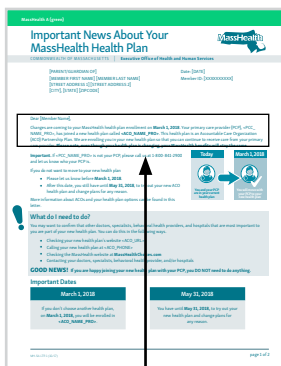 MassHealth A (green)
Important News About Your
MassHealth Health Plan
MassHealth
COMMONWEALTH OF MASSACHUSETTS | Executive Office of Health and Human Services
[PARENT/GUARDIAN OF]
[MEMBER FIRST NAME] [MEMBER LAST NAME]
[STREET ADDRESS1] [STREET ADDRESS2]
[CITY], [STATE] [ZIPCODE]
Date: [DATE]
Member ID: [XXXXXXXXXX]
Dear [Member Name],
Changes are coming to your MassHealth health plan enrollment on March 1, 2018. Your primary care provider (PCP), <PCC_
NAME_PRD>, has joined a new health plan called <ACO_NAME_PRD>. This health plan is an Accountable Care Organization
(ACO) Partnership Plan. We are enrolling you in your new health plan so that you can continue to receive care from your primary
Important. If <PCC_NAME_PRD> is not your PCP, please call us at 1-800-841-2900
and let us know who your PCP is.
If you do not want to move to your new health plan
• Please let us know before March 1, 2018.
• After this date, you still have until May 31, 2018, to try out your new ACO
health plan and change plans for any reason.
More information about ACOs and your health plan options can be found in this
letter.
Today
March 1, 2018
What do I need to do?
You may want to confirm that other doctors, specialists, behavioral health providers, and hospitals that are most important to
you are part of your new health plan. You can do this in the following ways.
• Checking your new health plan's website <ACO_URL>
• Calling your new health plan at <ACO_PHONE>
• Checking the MassHealth website at MassHealthChoices.com
• Contacting your doctors, specialists, behavioral health provider, and/or hospitals
GOOD NEWS! If you are happy joining your new health plan with your PCP, you DO NOT need to do anything.
Important Dates
March 1, 2018
If you don't choose another health
plan, on March 1, 2018, you will be enrolled in
<ACO_NAME_PRD>.
May 31, 2018
You have until May 31, 2018, to try out your
new health plan and change plans for
any reason.
page 1 of 2